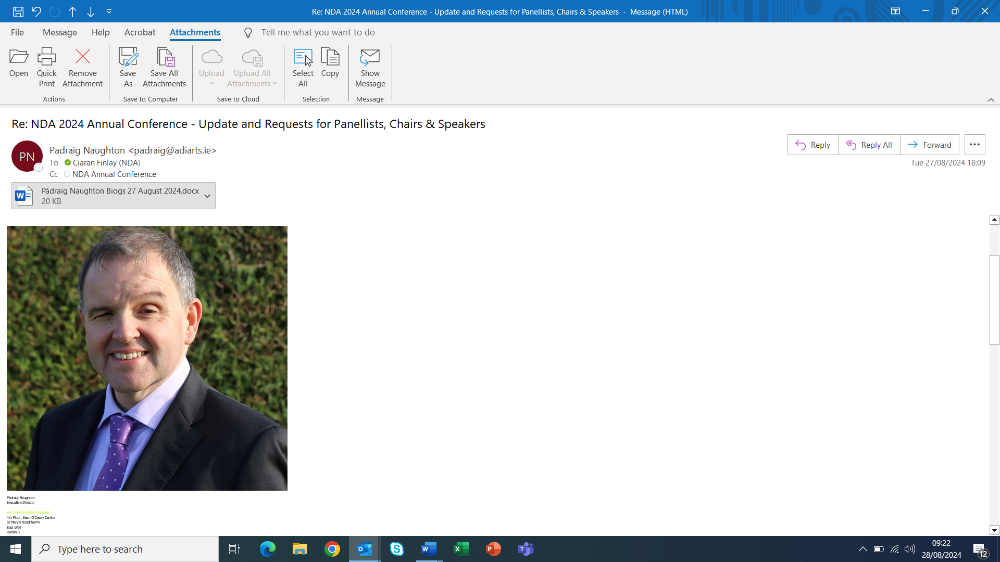 Re: NDA 2024 Annual Conference - Update and Requests for Panellists, Chairs & Speakers - Message (HTML)
File Message Help Acrobat Attachments Tell me what you want to do
Open
Quick Print
Remove Attachment
Actions
Save As
Save All Attachments
Save to Computer
Upload
Upload All Attachments
Save to Cloud
Select All
Copy
Selection
Show Message
Message
Re: NDA 2024 Annual Conference - Update and Requests for Panellists, Chairs & Speakers
PN
Padraig Naughton <padraig@adiarts.ie>
To Ciaran Finlay (NDA)
Cc NDA Annual Conference
Reply Reply All Forward
Tue 27/08/2024 18:09
W
Pádraig Naughton Biogs 27 August 2024.docx
20 KB
Pádraig Naughton
Executive Director
Arts & Disability Ireland
4th Floor, Sean O'Casey Centre
St Mary's Road North
East Wall
Dublin 3
Type here to search
O
S
W
X
P
T
09:22
28/08/2024
12